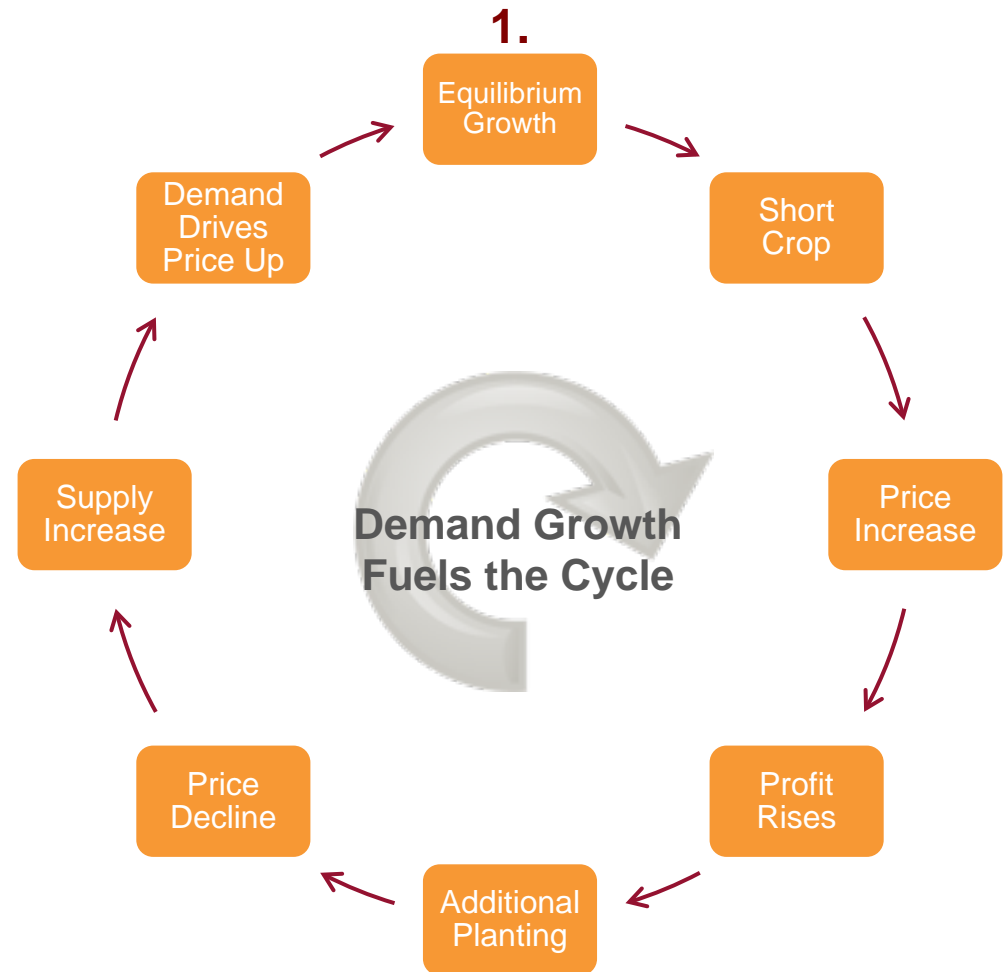 1.
Equilibrium
Growth
Short
Crop
Price
Increase
Profit
Rises
Additional
Planting
Price
Decline
Supply
Increase
Demand
Drives
Price Up
Demand Growth
Fuels the Cycle